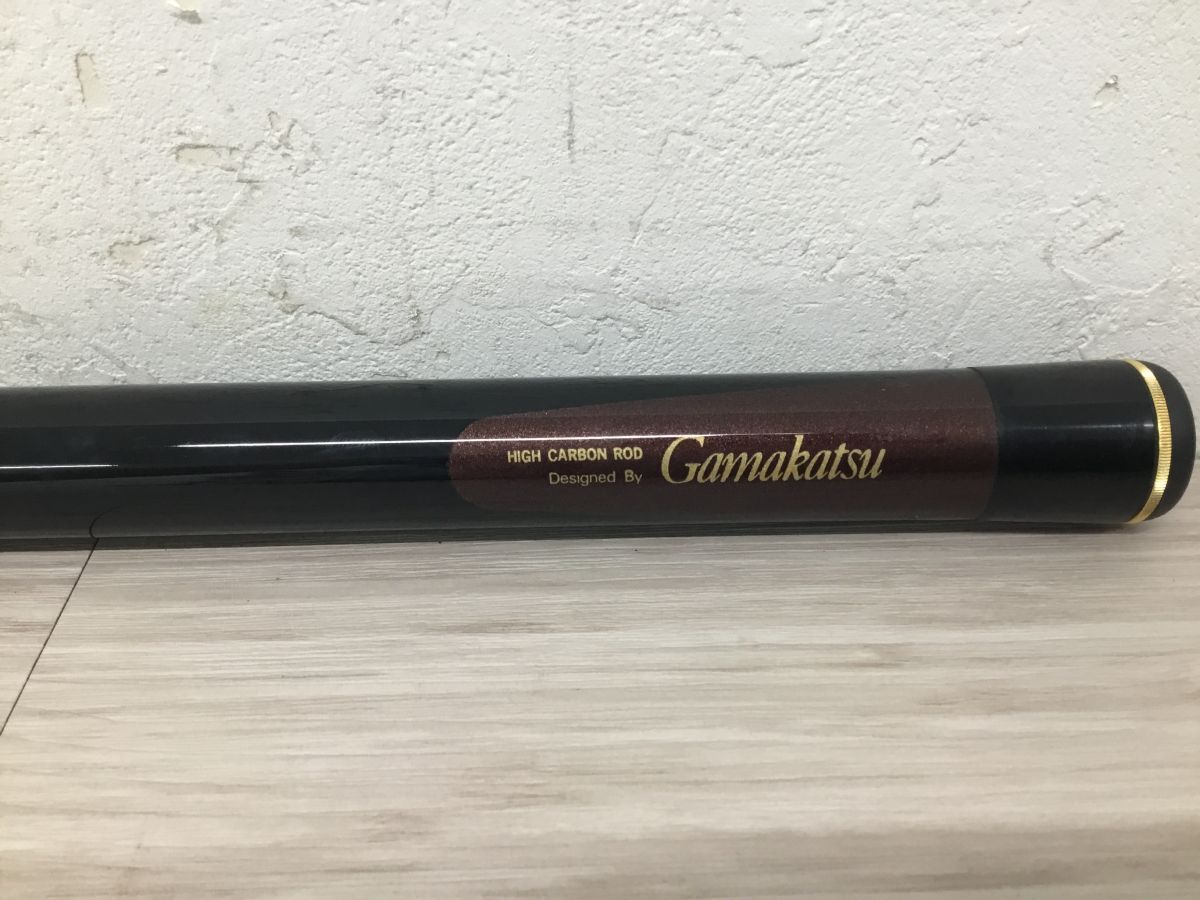 HIGH CARBON ROD
Designed By Gamakatsu